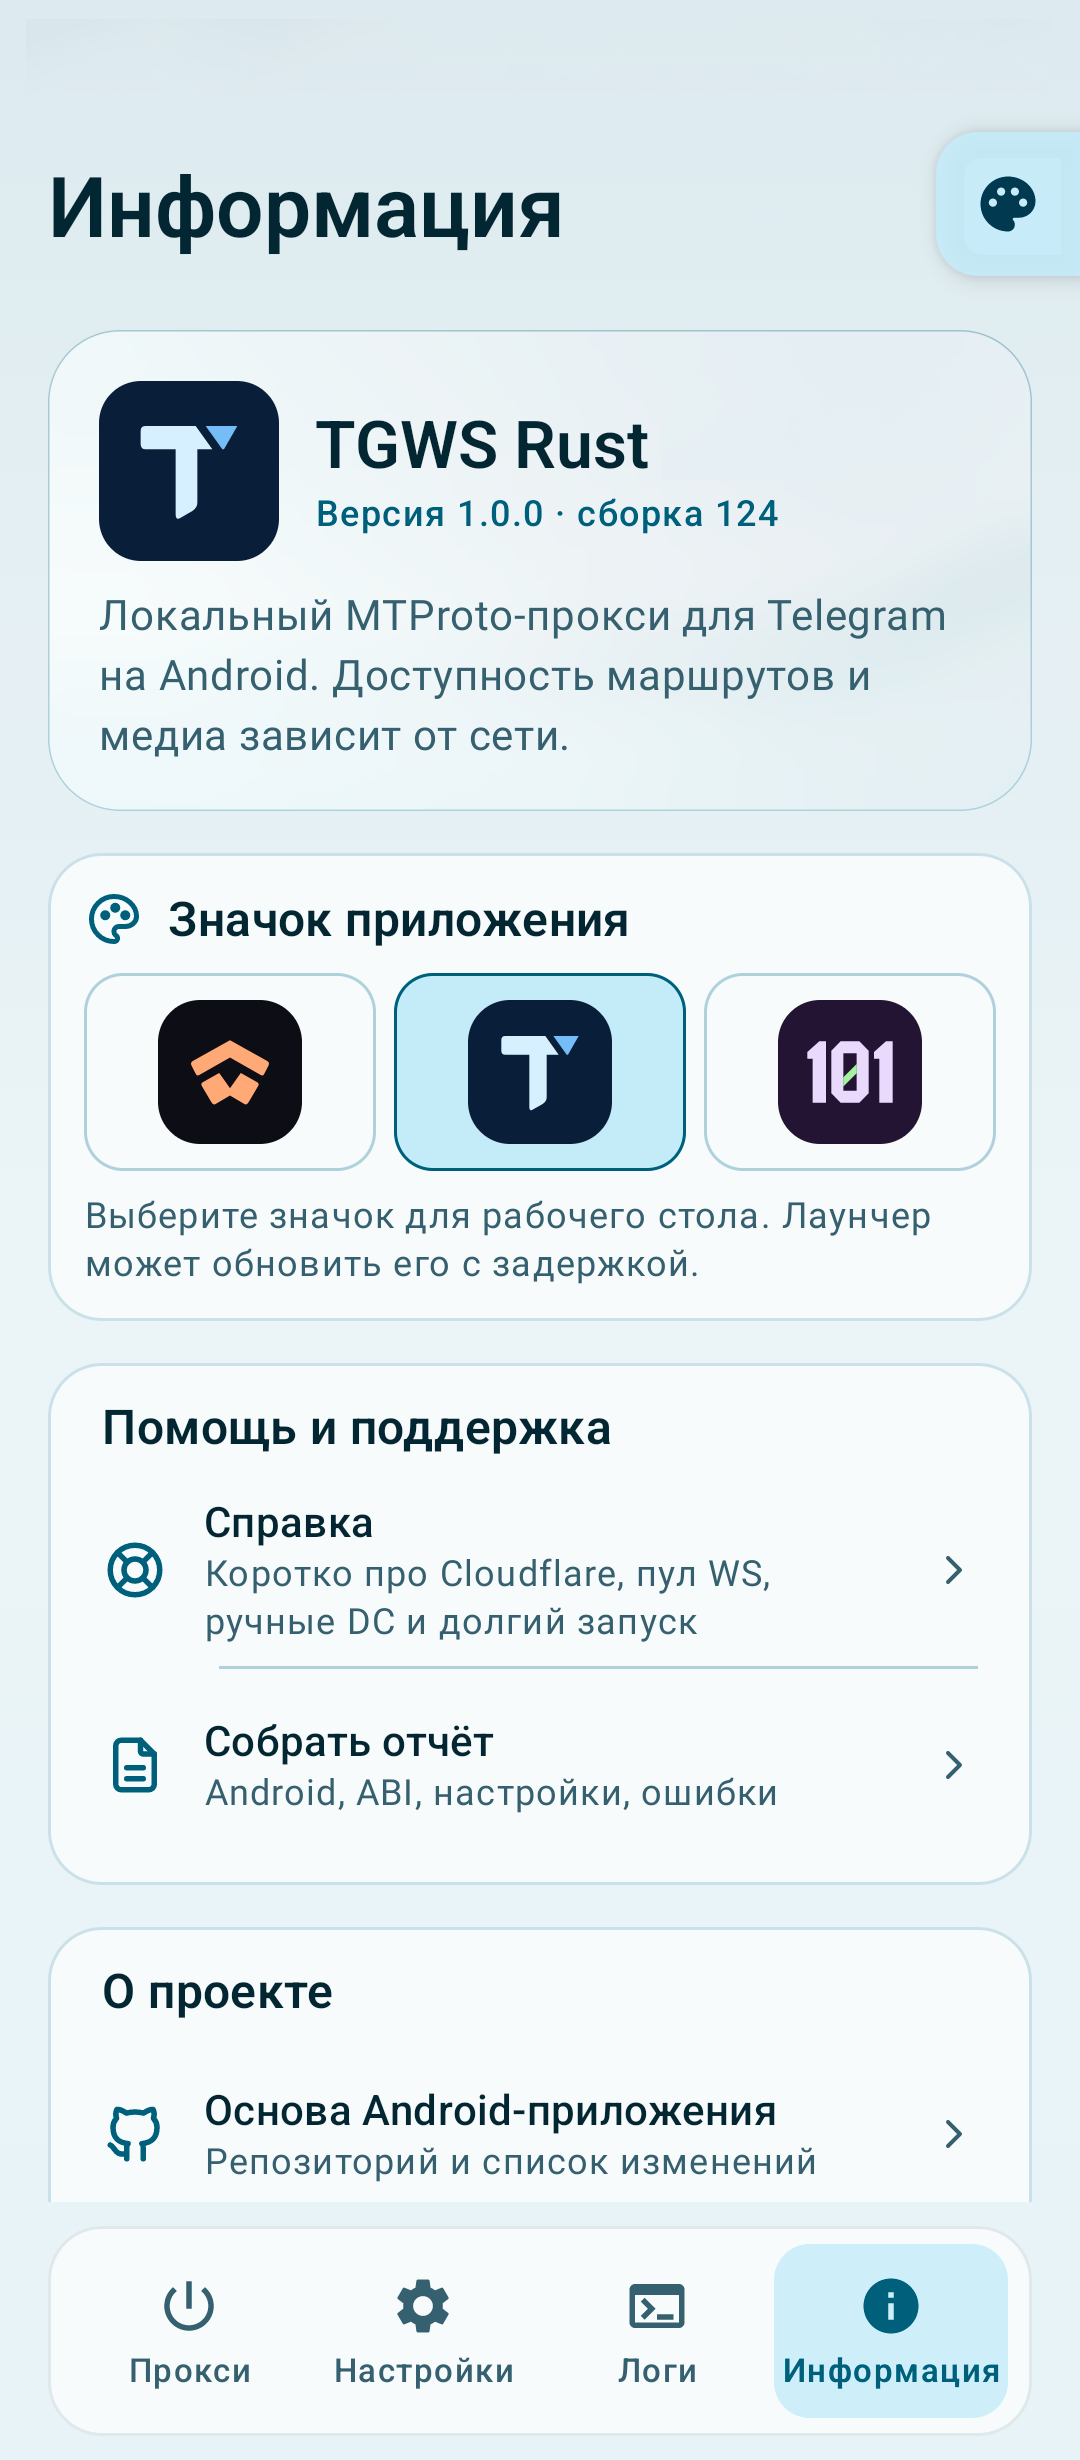 Информация
TGWS Rust
Версия 1.0.0 · сборка 124
Локальный MTProto-прокси для Telegram
на Android. Доступность маршрутов и
медиа зависит от сети.
Значок приложения
101
Выберите значок для рабочего стола. Лаунчер
может обновить его с задержкой.
Помощь и поддержка
Справка
Коротко про Cloudflare, пул WS,
ручные DC и долгий запуск
Собрать отчёт
Android, ABI, настройки, ошибки
О проекте
Основа Android-приложения
Репозиторий и список изменений
Прокси
Настройки
Логи
Информация